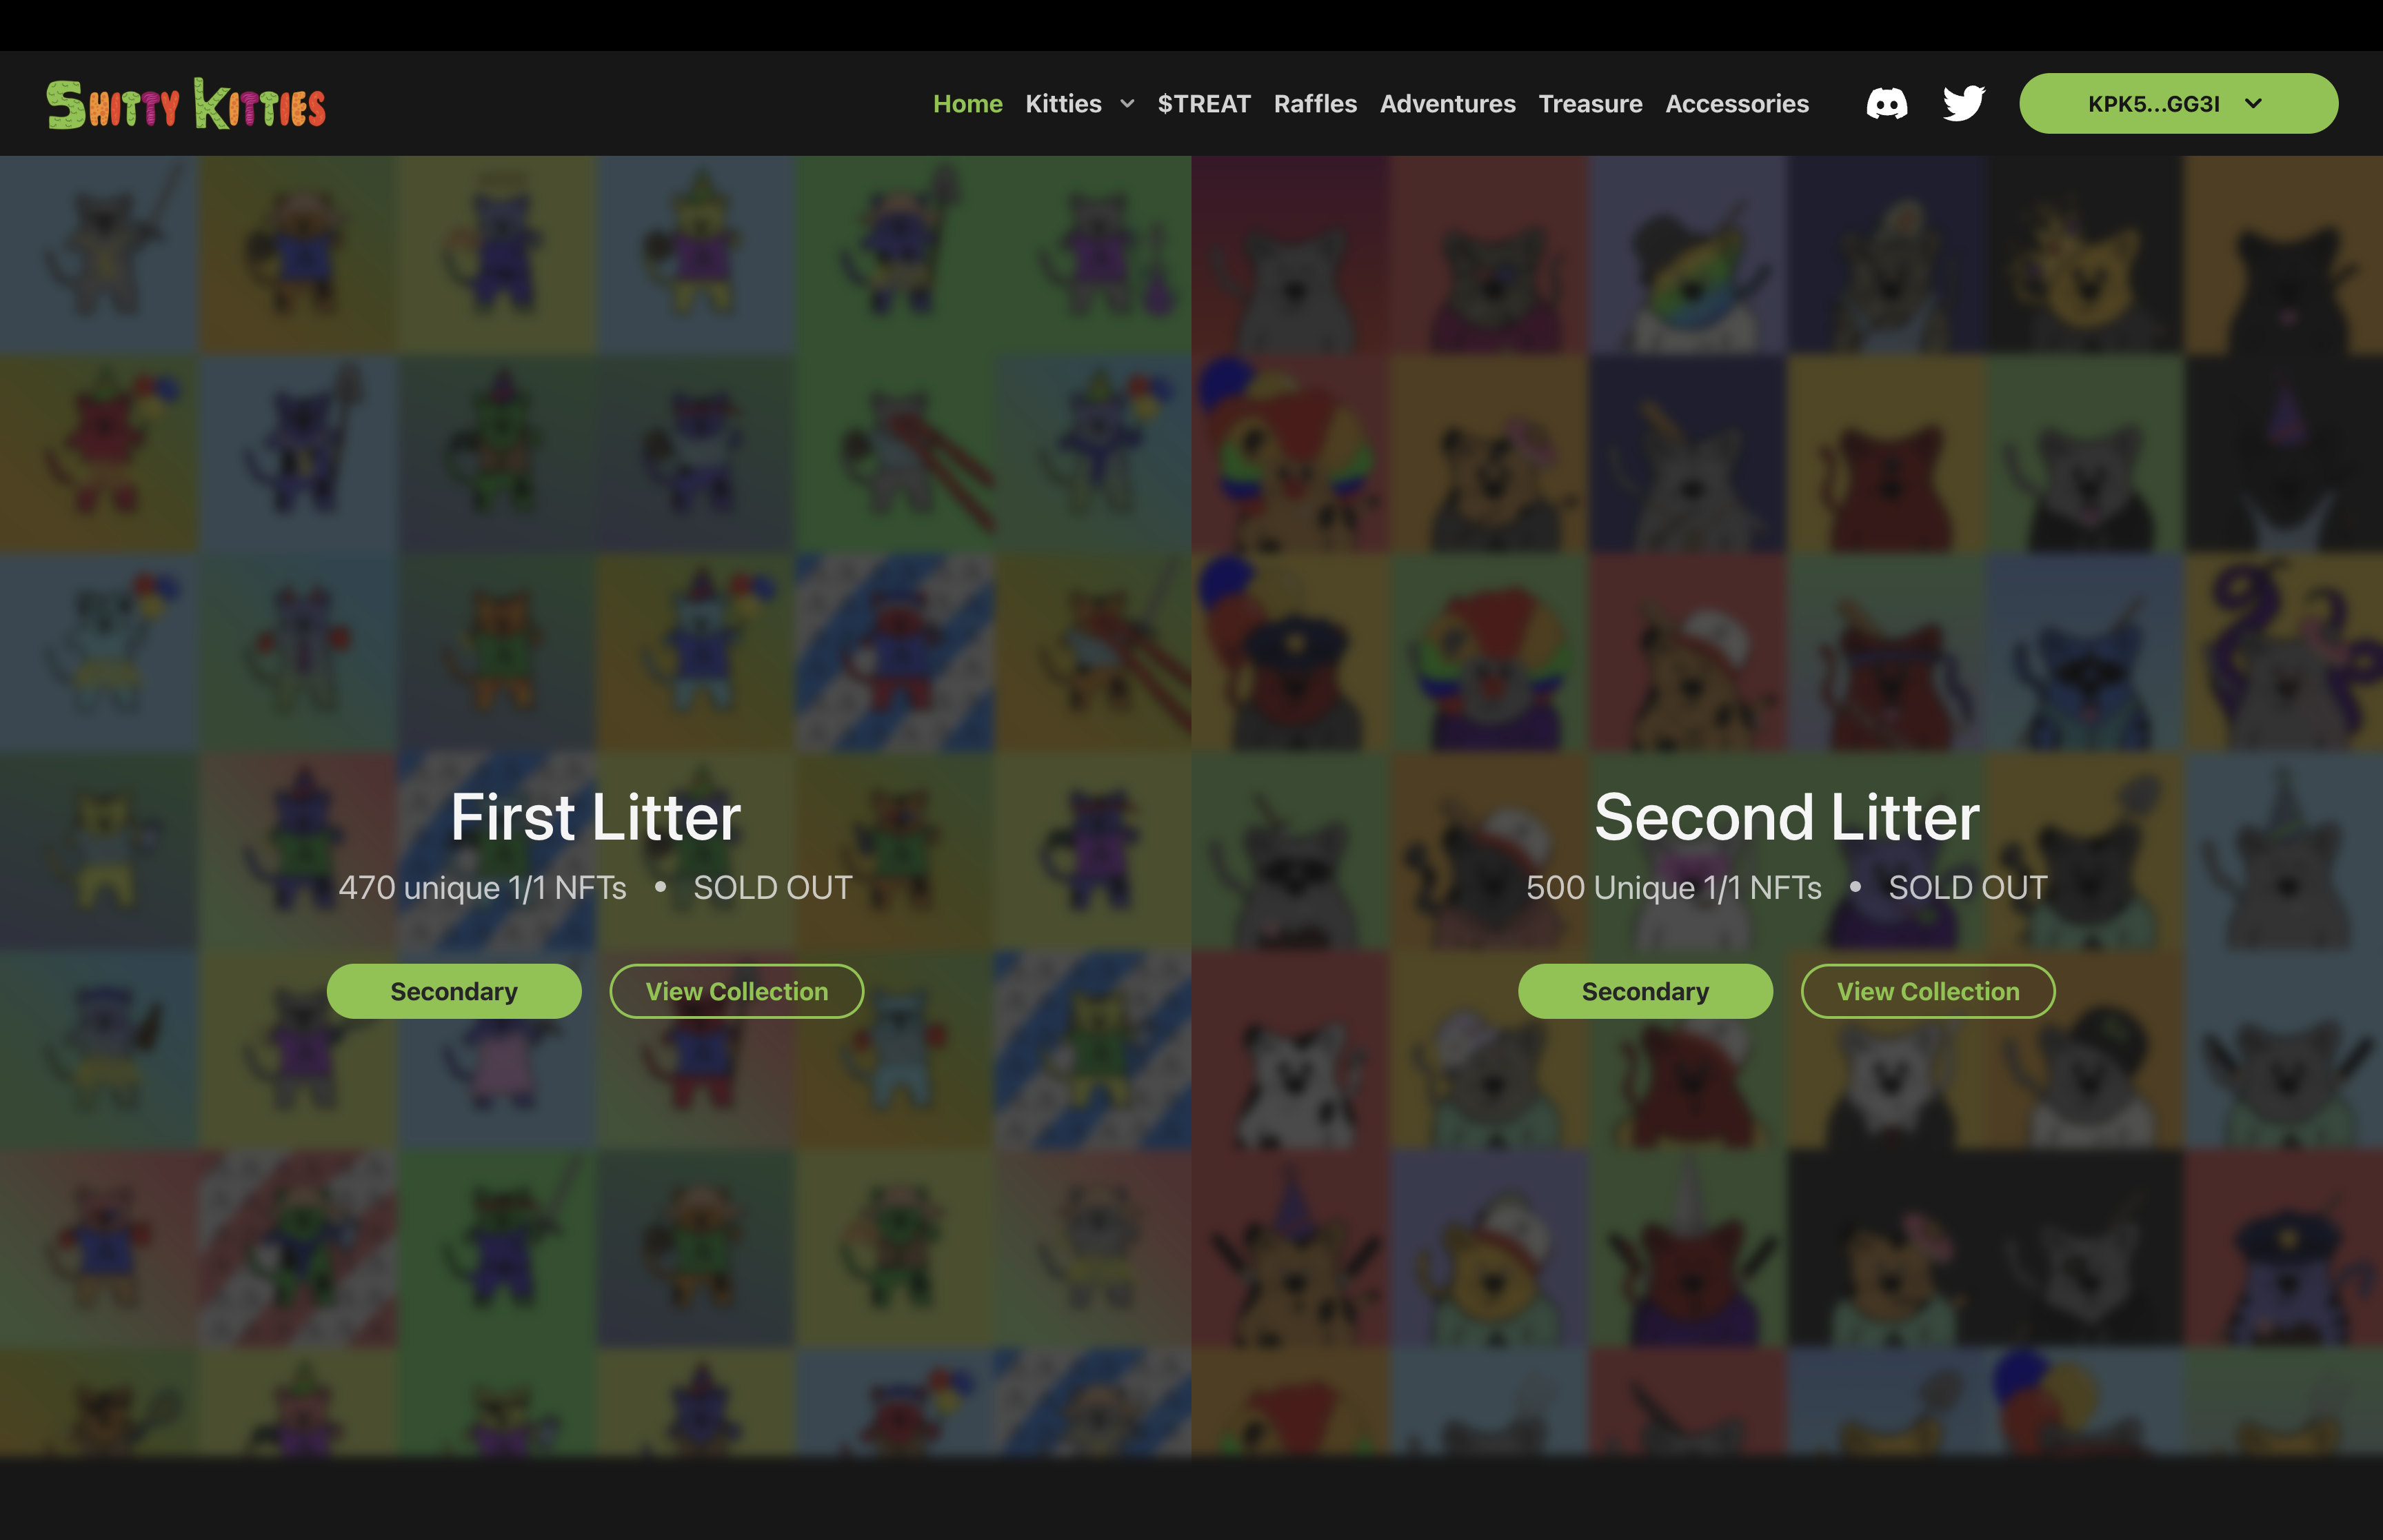 SHITTY KITTIES
Home Kitties $TREAT Raffles Adventures Treasure Accessories KPK5...GG3I
First Litter
470 unique 1/1 NFTs • SOLD OUT
Secondary View Collection
Second Litter
500 Unique 1/1 NFTs • SOLD OUT
Secondary View Collection